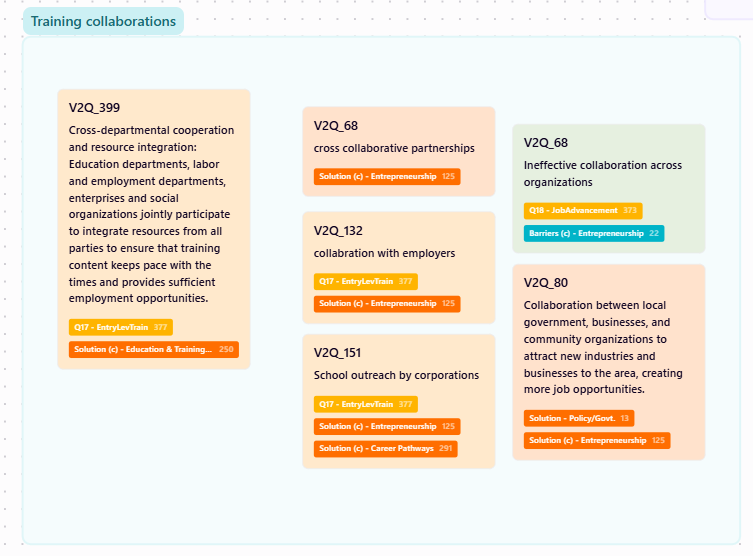 Training collaborations
V2Q_399
Cross-departmental cooperation
and resource integration:
Education departments, labor
and employment departments,
enterprises and social
organizations jointly participate
to integrate resources from all
parties to ensure that training
content keeps pace with the
times and provides sufficient
employment opportunities.
Q17 - EntryLevTrain 377
Solution (c) - Education & Training... 250
V2Q_68
cross collaborative partnerships
Solution (c) - Entrepreneurship 125
V2Q_132
collabration with employers
Q17 - EntryLevTrain 377
Solution (c) - Entrepreneurship 125
V2Q_151
School outreach by corporations
Q17 - EntryLevTrain 377
Solution (c) - Entrepreneurship 125
Solution (c) - Career Pathways 291
V2Q_68
Ineffective collaboration across
organizations
Q18 - JobAdvancement 373
Barriers (c) - Entrepreneurship 22
V2Q_80
Collaboration between local
government, businesses, and
community organizations to
attract new industries and
businesses to the area, creating
more job opportunities.
Solution - Policy/Govt. 13
Solution (c) - Entrepreneurship 125